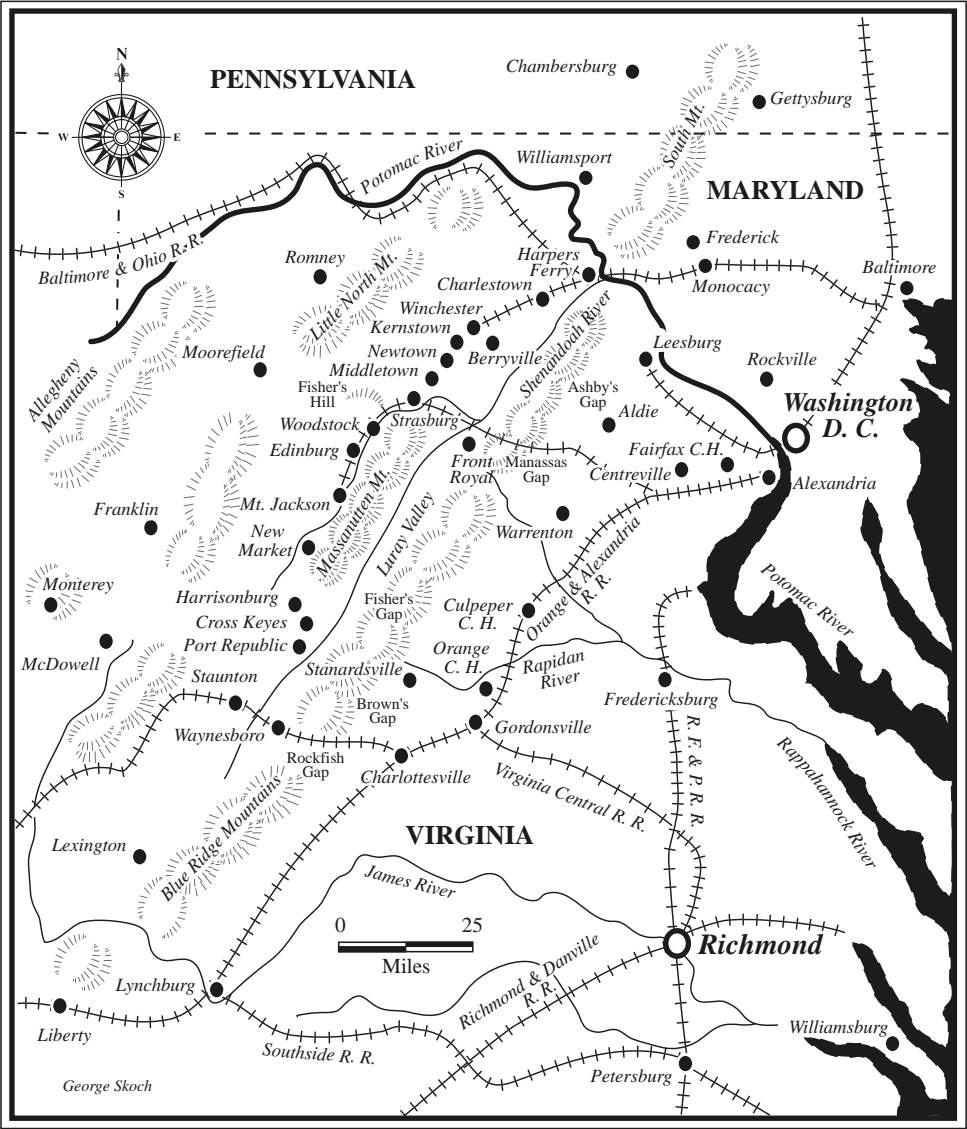 N
W
E
S
PENNSYLVANIA
Chambersburg
Gettysburg
South Mt.
Potomac River
Williamsport
MARYLAND
Baltimore & Ohio R. R.
Romney
Little North Mt.
Harpers
Ferry
Frederick
Monocacy
Baltimore
Charlestown
Winchester
Kernstown
Newtown
Middletown
Berryville
Shenandoah River
Leesburg
Rockville
Moorefield
Allegheny
Mountains
Fisher's
Hill
Ashby's
Gap
Aldie
Washington
D. C.
Woodstock
Strasburg
Edinburg
Front
Royal
Manassas
Gap
Fairfax C.H.
Centreville
Alexandria
Mt. Jackson
Massanutten Mt.
Luray Valley
Franklin
New
Market
Warrenton
Orange & Alexandria
R. R.
Potomac River
Monterey
Harrisonburg
Fisher's
Gap
Culpeper
C. H.
Cross Keyes
Port Republic
Orange
C. H.
Rapidan
River
McDowell
Stanardsville
Staunton
Brown's
Gap
Fredericksburg
Waynesboro
Gordonsville
Rockfish
Gap
Charlottesville
Virginia Central R. R.
R. F. & P. R. R.
Rappahannock River
Blue Ridge Mountains
VIRGINIA
Lexington
James River
0
25
Miles
Richmond
Richmond & Danville
R. R.
Lynchburg
Liberty
Southside R. R.
Williamsburg
Petersburg
George Skoch